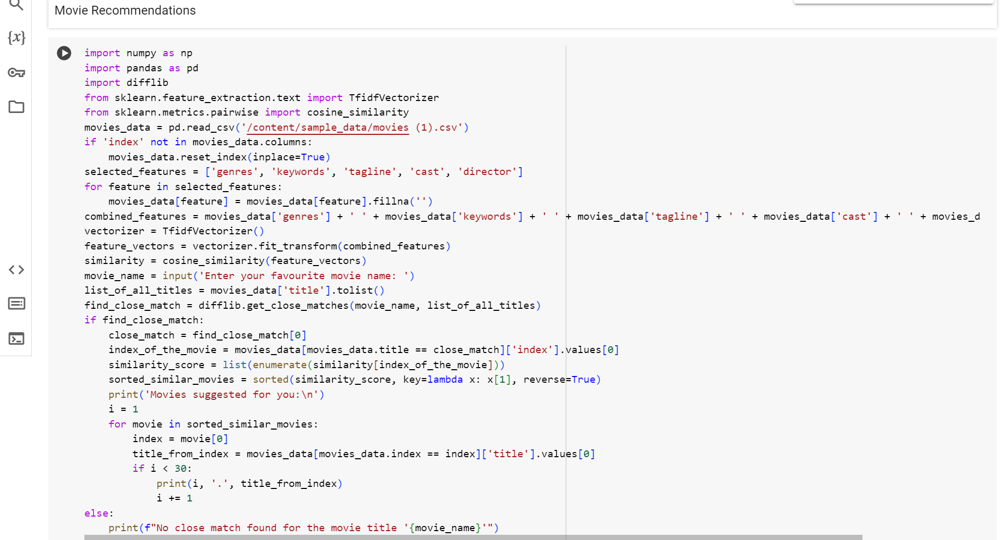 Movie Recommendations
{x}
import numpy as np
import pandas as pd
import difflib
from sklearn.feature_extraction.text import TfidfVectorizer
from sklearn.metrics.pairwise import cosine_similarity
movies_data = pd.read_csv('/content/sample_data/movies (1).csv')
if 'index' not in movies_data.columns:
    movies_data.reset_index(inplace=True)
selected_features = ['genres', 'keywords', 'tagline', 'cast', 'director']
for feature in selected_features:
    movies_data[feature] = movies_data[feature].fillna('')
combined_features = movies_data['genres'] + ' ' + movies_data['keywords'] + ' ' + movies_data['tagline'] + ' ' + movies_data['cast'] + ' ' + movies_d
vectorizer = TfidfVectorizer()
feature_vectors = vectorizer.fit_transform(combined_features)
similarity = cosine_similarity(feature_vectors)
movie_name = input('Enter your favourite movie name: ')
list_of_all_titles = movies_data['title'].tolist()
find_close_match = difflib.get_close_matches(movie_name, list_of_all_titles)
if find_close_match:
    close_match = find_close_match[0]
    index_of_the_movie = movies_data[movies_data.title == close_match]['index'].values[0]
    similarity_score = list(enumerate(similarity[index_of_the_movie]))
    sorted_similar_movies = sorted(similarity_score, key=lambda x: x[1], reverse=True)
    print('Movies suggested for you:\n')
    i = 1
    for movie in sorted_similar_movies:
        index = movie[0]
        title_from_index = movies_data[movies_data.index == index]['title'].values[0]
        if i < 30:
            print(i, '.', title_from_index)
            i += 1
else:
    print(f"No close match found for the movie title '{movie_name}'")